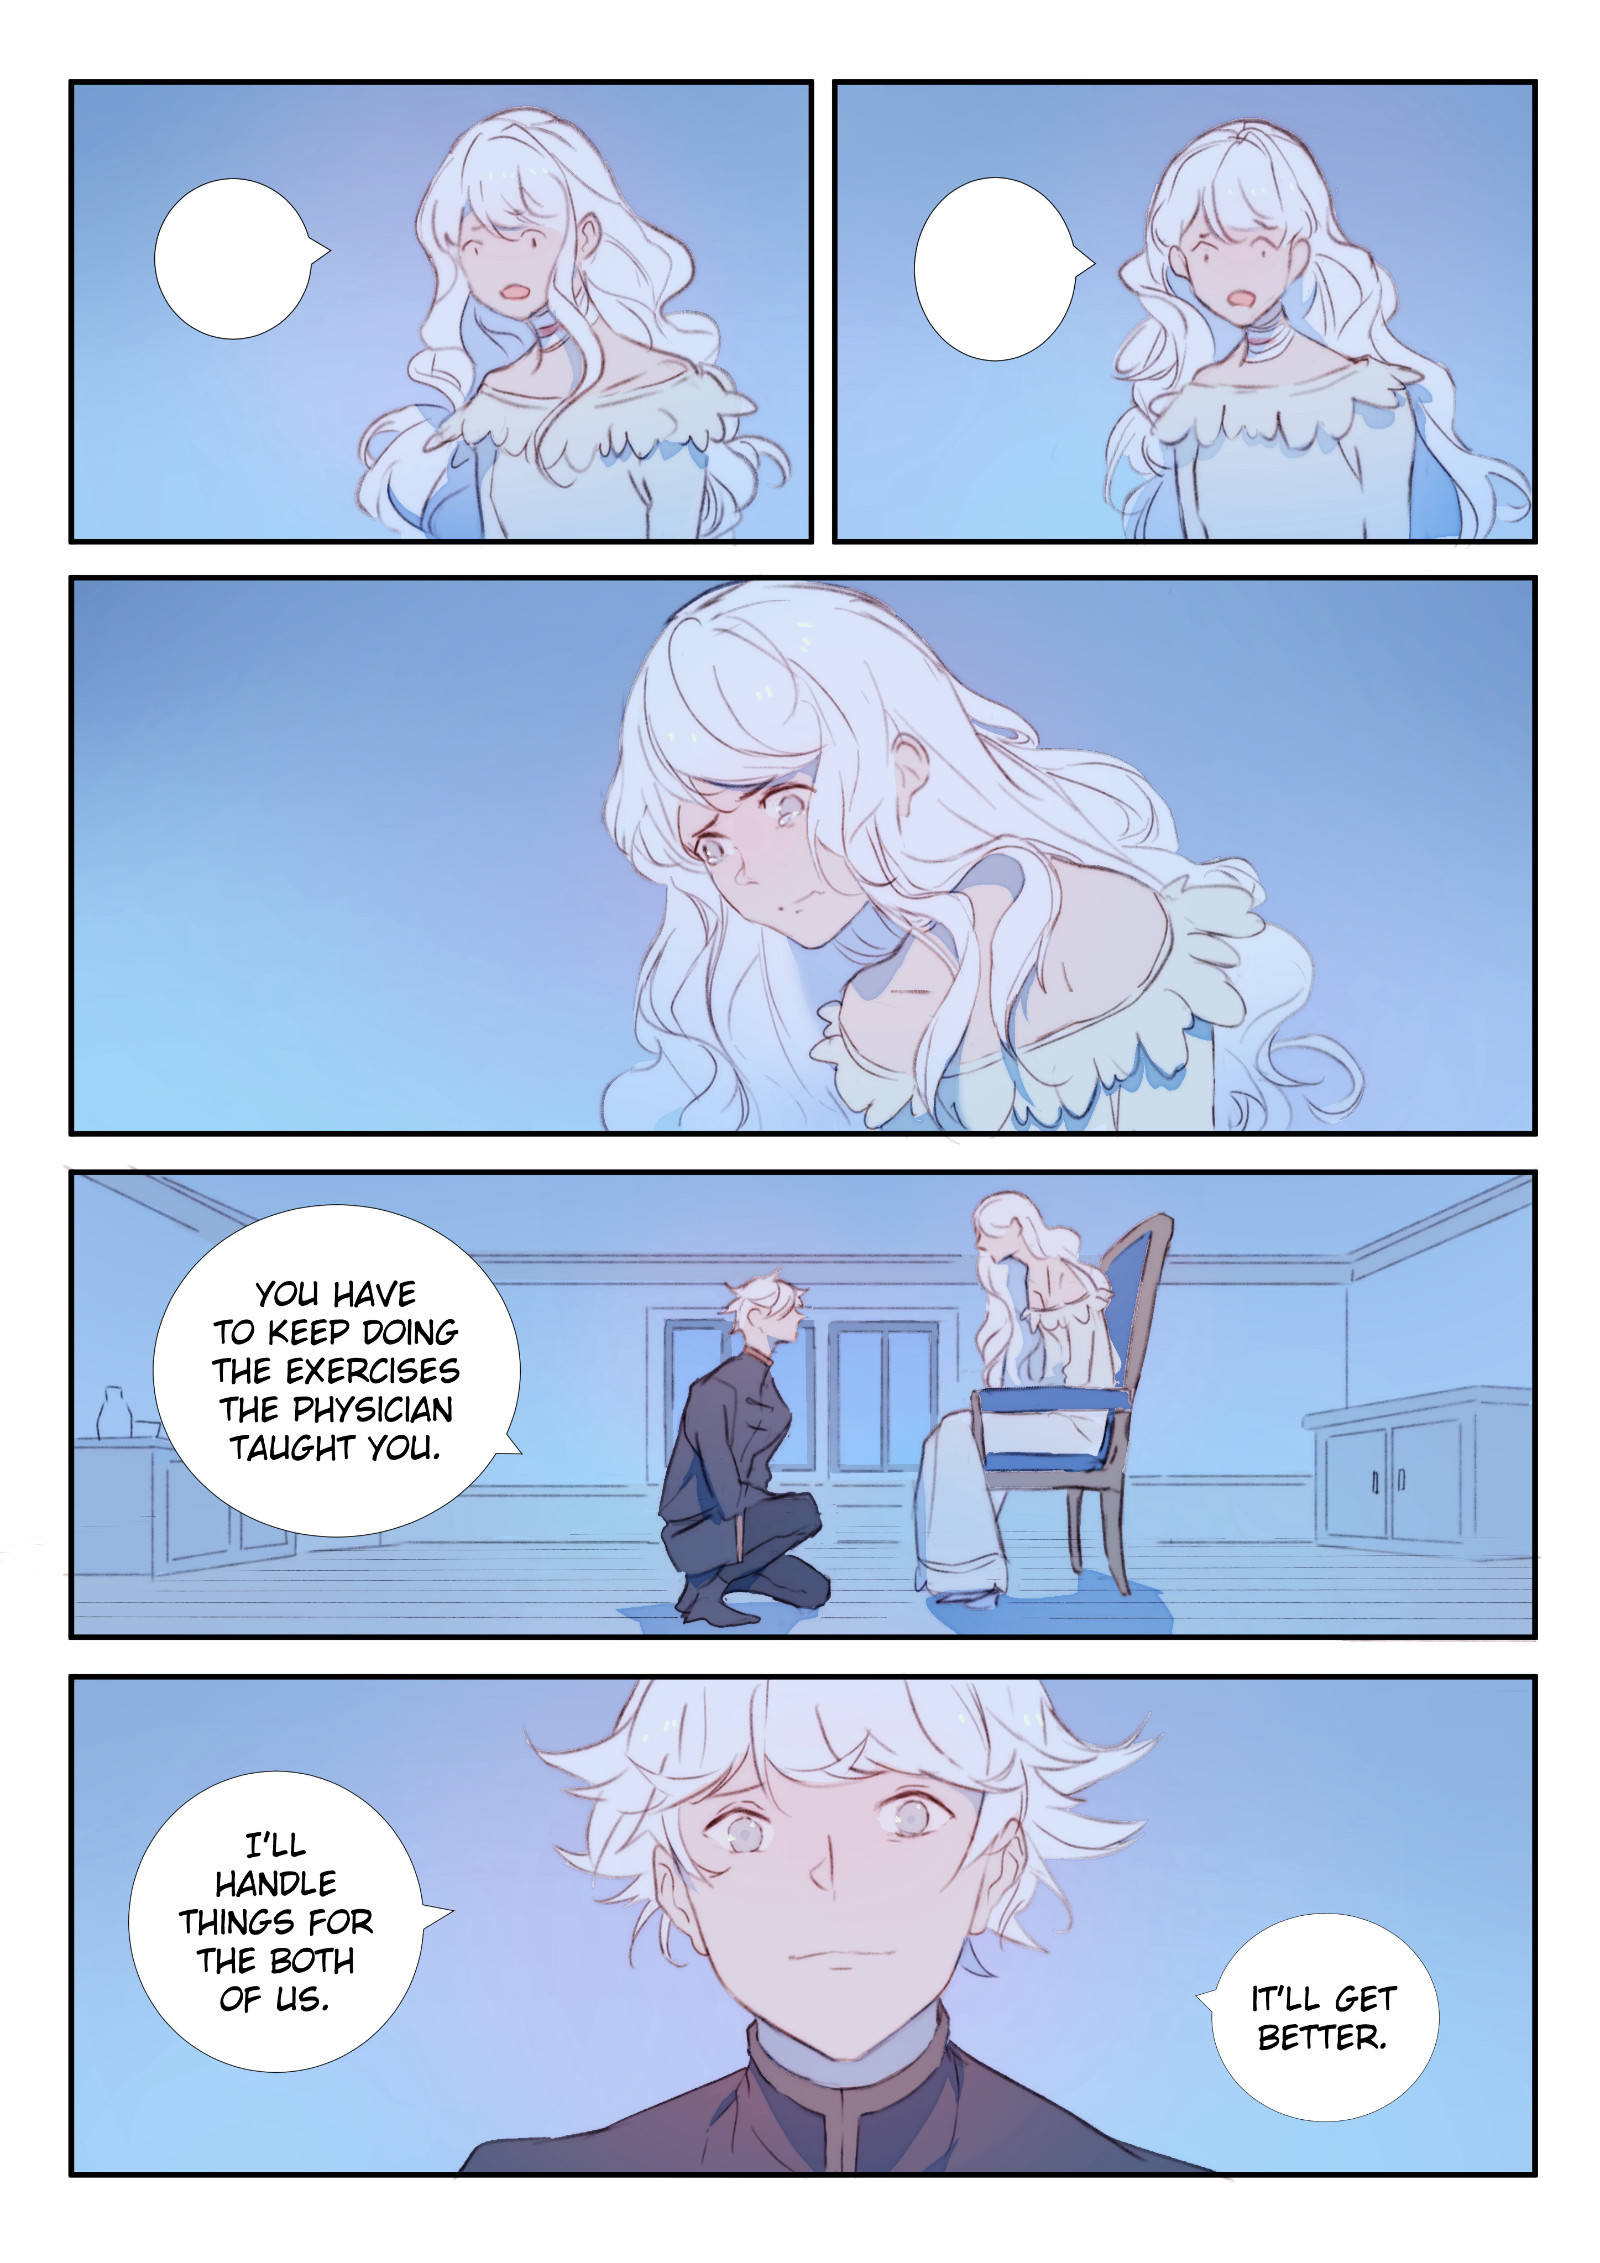 YOU HAVE
TO KEEP DOING
THE EXERCISES
THE PHYSICIAN
TAUGHT YOU.
I'LL
HANDLE
THINGS FOR
THE BOTH
OF US.
IT'LL GET
BETTER.